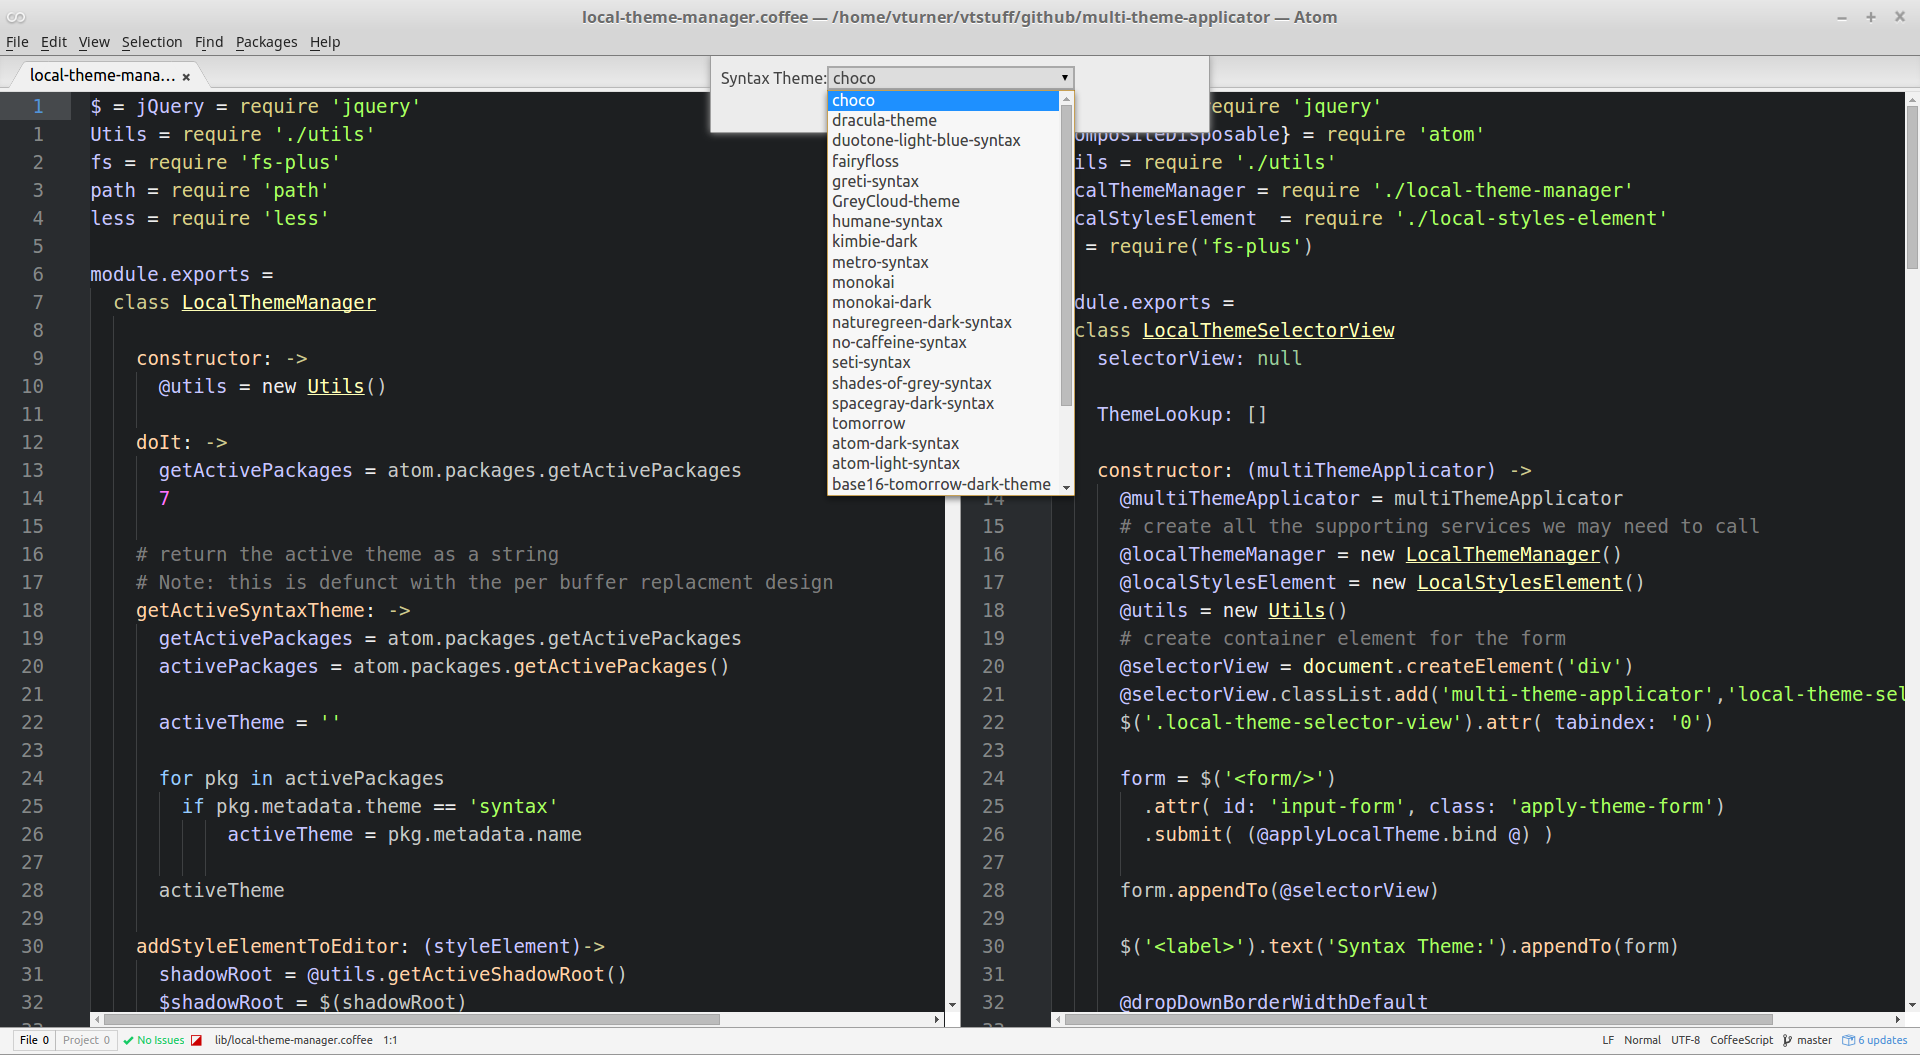 local-theme-manager.coffee — /home/vturner/vtstuff/github/multi-theme-applicator — Atom
File Edit View Selection Find Packages Help
local-theme-mana...
Syntax Theme: choco
choco
dracula-theme
duotone-light-blue-syntax
fairyfloss
greti-syntax
GreyCloud-theme
humane-syntax
kimbie-dark
metro-syntax
monokai
monokai-dark
naturegreen-dark-syntax
no-caffeine-syntax
seti-syntax
shades-of-grey-syntax
spacegray-dark-syntax
tomorrow
atom-dark-syntax
atom-light-syntax
base16-tomorrow-dark-theme
1 $ = jQuery = require 'jquery'
1 Utils = require './utils'
2 fs = require 'fs-plus'
3 path = require 'path'
4 less = require 'less'
5
6 module.exports =
7 class LocalThemeManager
8
9 constructor: ->
10 @utils = new Utils()
11
12 doIt: ->
13 getActivePackages = atom.packages.getActivePackages
14 7
15
16 # return the active theme as a string
17 # Note: this is defunct with the per buffer replacment design
18 getActiveSyntaxTheme: ->
19 getActivePackages = atom.packages.getActivePackages
20 activePackages = atom.packages.getActivePackages()
21
22 activeTheme = ''
23
24 for pkg in activePackages
25 if pkg.metadata.theme == 'syntax'
26 activeTheme = pkg.metadata.name
27
28 activeTheme
29
30 addStyleElementToEditor: (styleElement)->
31 shadowRoot = @utils.getActiveShadowRoot()
32 $shadowRoot = $(shadowRoot)
equire 'jquery'
ompositeDisposable} = require 'atom'
ils = require './utils'
calThemeManager = require './local-theme-manager'
calStylesElement = require './local-styles-element'
= require('fs-plus')
dule.exports =
class LocalThemeSelectorView
selectorView: null
ThemeLookup: []
constructor: (multiThemeApplicator) ->
14 @multiThemeApplicator = multiThemeApplicator
15 # create all the supporting services we may need to call
16 @localThemeManager = new LocalThemeManager()
17 @localStylesElement = new LocalStylesElement()
18 @utils = new Utils()
19 # create container element for the form
20 @selectorView = document.createElement('div')
21 @selectorView.classList.add('multi-theme-applicator','local-theme-sel
22 $('.local-theme-selector-view').attr( tabindex: '0')
23
24 form = $('<form/>')
25 .attr( id: 'input-form', class: 'apply-theme-form')
26 .submit( (@applyLocalTheme.bind @) )
27
28 form.appendTo(@selectorView)
29
30 $('<label>').text('Syntax Theme:').appendTo(form)
31
32 @dropDownBorderWidthDefault
File 0 Project 0 No Issues lib/local-theme-manager.coffee 1:1 LF Normal UTF-8 CoffeeScript master 6 updates